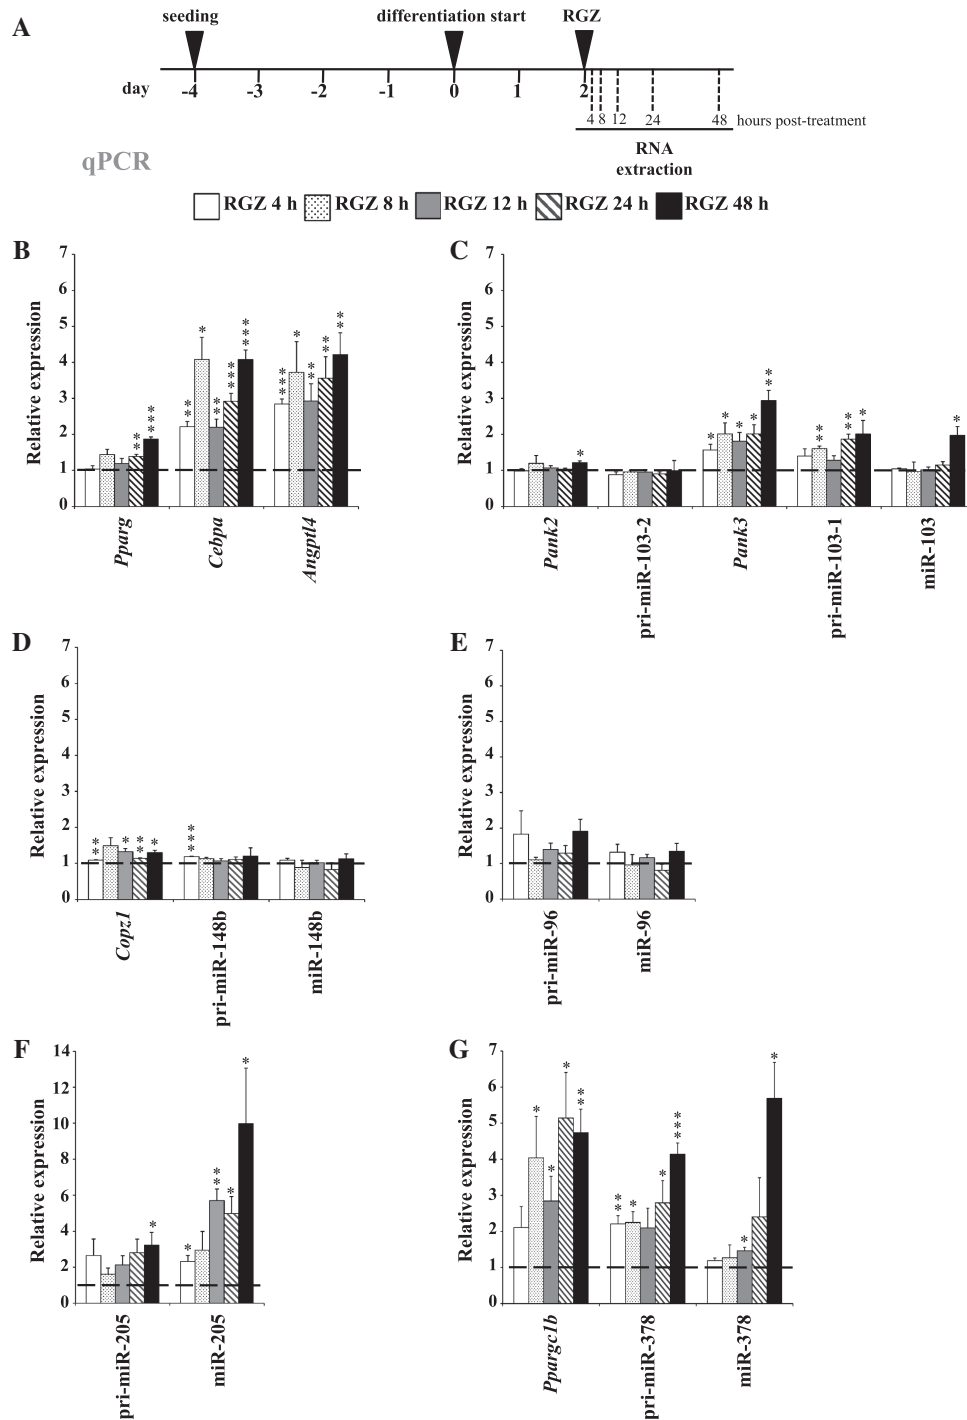 A
seeding
differentiation start
RGZ
day
-4 -3 -2 -1 0 1 2
4 8 12 24 48 hours post-treatment
RNA
extraction
qPCR
RGZ 4 h RGZ 8 h RGZ 12 h RGZ 24 h RGZ 48 h
B
Relative expression
7
6
5
4
3
2
1
0
* * * * * * *
* * * * * * * * * * * * *
* * * * * * * * * * *
Pparg
Cebpa
Angptl4
C
Relative expression
7
6
5
4
3
2
1
0
*
* * * * * *
* * * * *
*
Pank2
pri-miR-103-2
Pank3
pri-miR-103-1
miR-103
D
Relative expression
7
6
5
4
3
2
1
0
* * * * * *
* * *
Copz1
pri-miR-148b
miR-148b
E
Relative expression
7
6
5
4
3
2
1
0
pri-miR-96
miR-96
F
Relative expression
14
12
10
8
6
4
2
0
*
* * * * *
pri-miR-205
miR-205
G
Relative expression
7
6
5
4
3
2
1
0
* * * * *
* * * * * * *
* *
Ppargc1b
pri-miR-378
miR-378